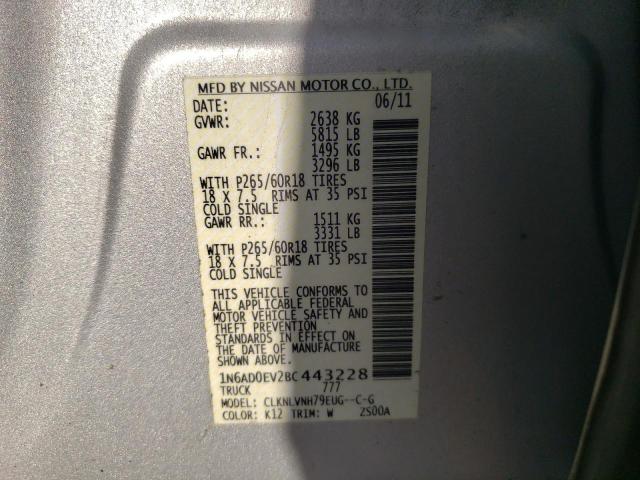 MFD BY NISSAN MOTOR CO., LTD.
DATE: 06/11
GVWR: 2638 KG
5815 LB
GAWR FR.: 1495 KG
3296 LB
WITH P265/60R18 TIRES
18 X 7.5 RIMS AT 35 PSI
COLD SINGLE
GAWR RR.: 1511 KG
3331 LB
WITH P265/60R18 TIRES
18 X 7.5 RIMS AT 35 PSI
COLD SINGLE
THIS VEHICLE CONFORMS TO
ALL APPLICABLE FEDERAL
MOTOR VEHICLE SAFETY AND
THEFT PREVENTION
STANDARDS IN EFFECT ON
THE DATE OF MANUFACTURE
SHOWN ABOVE.
1N6AD0EV2BC443228
TRUCK 777
MODEL: CLKNLVNH79EUG--C-G
COLOR: K12 TRIM: W 2S00A